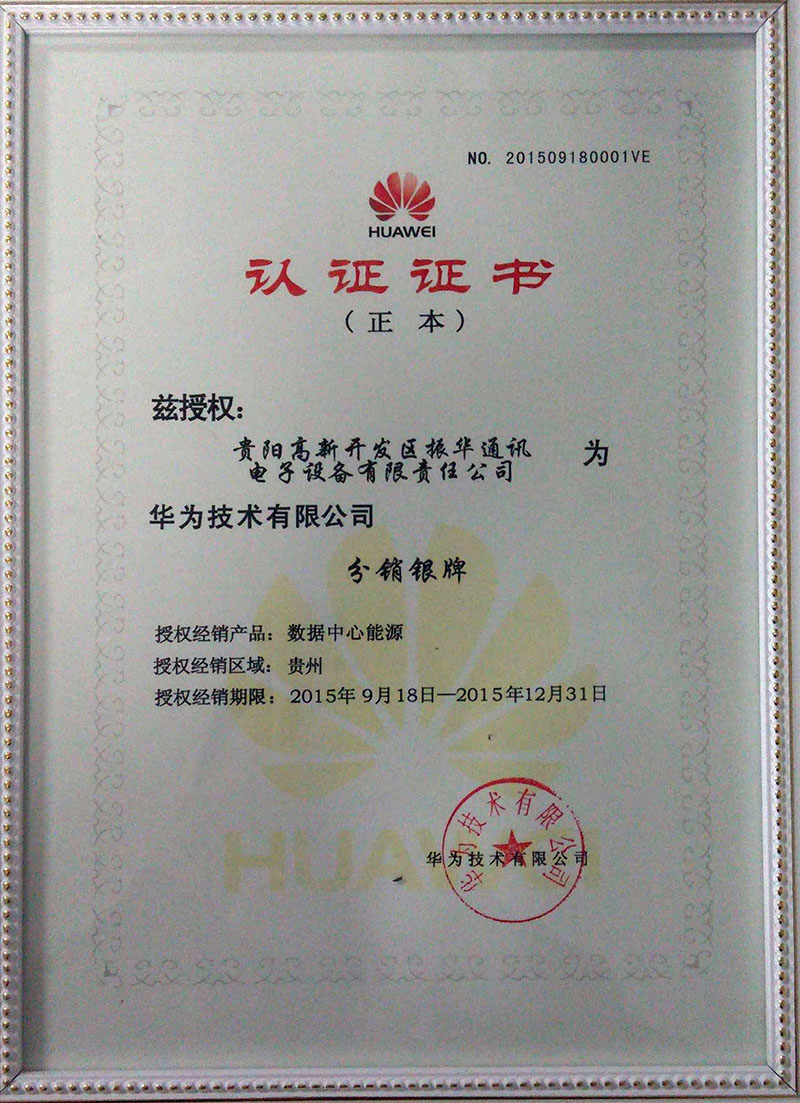 NO. 201509180001VE
HUAWEI
认证证书
（正 本）
兹授权：
贵阳高新开发区振华通讯
电子设备有限责任公司
为
华为技术有限公司
分销银牌
授权经销产品：数据中心能源
授权经销区域：贵州
授权经销期限：2015年9月18日—2015年12月31日
HUAWEI
华为技术有限公司
华为技术有限公司